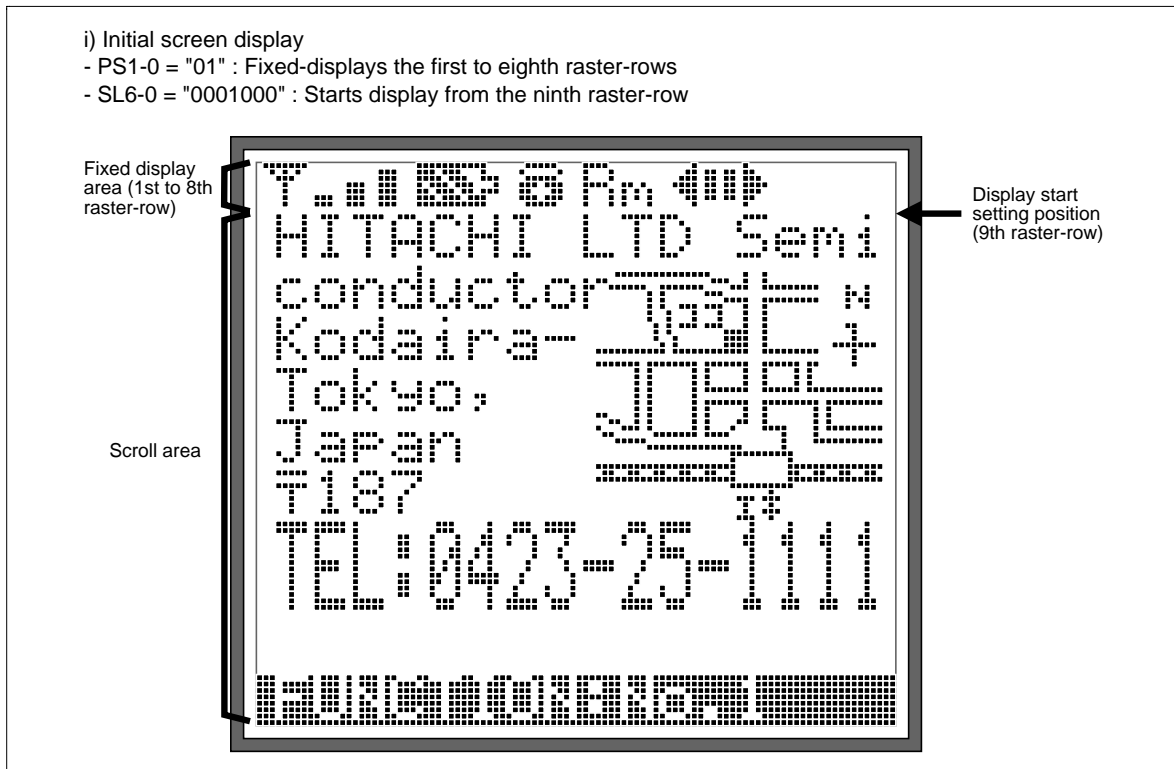 i) Initial screen display
- PS1-0 = "01" : Fixed-displays the first to eighth raster-rows
- SL6-0 = "0001000" : Starts display from the ninth raster-row
Fixed display
area (1st to 8th
raster-row)
Display start
setting position
(9th raster-row)
Scroll area
Rm
HITACHI LTD Semi
conductor
N
Kodaira-
Tokyo,
Japan
T187
TEL:0423-25-1111